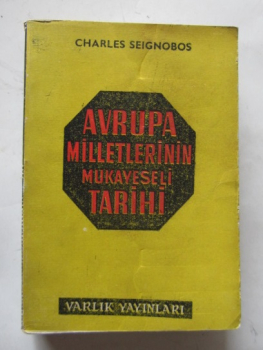 CHARLES SEIGNOBOS
AVRUPA
MİLLETLERİNİN
MUKAYESELİ
TARİHİ
VARLIK YAYINLARI